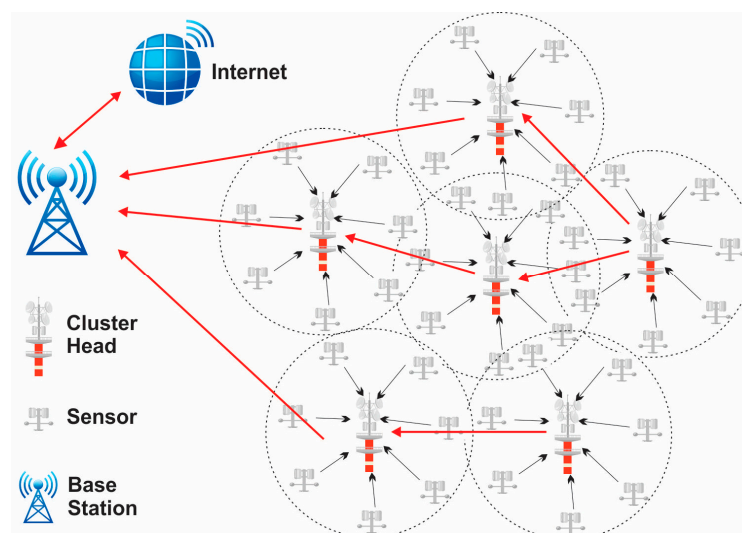 Internet
Cluster
Head
Sensor
Base
Station